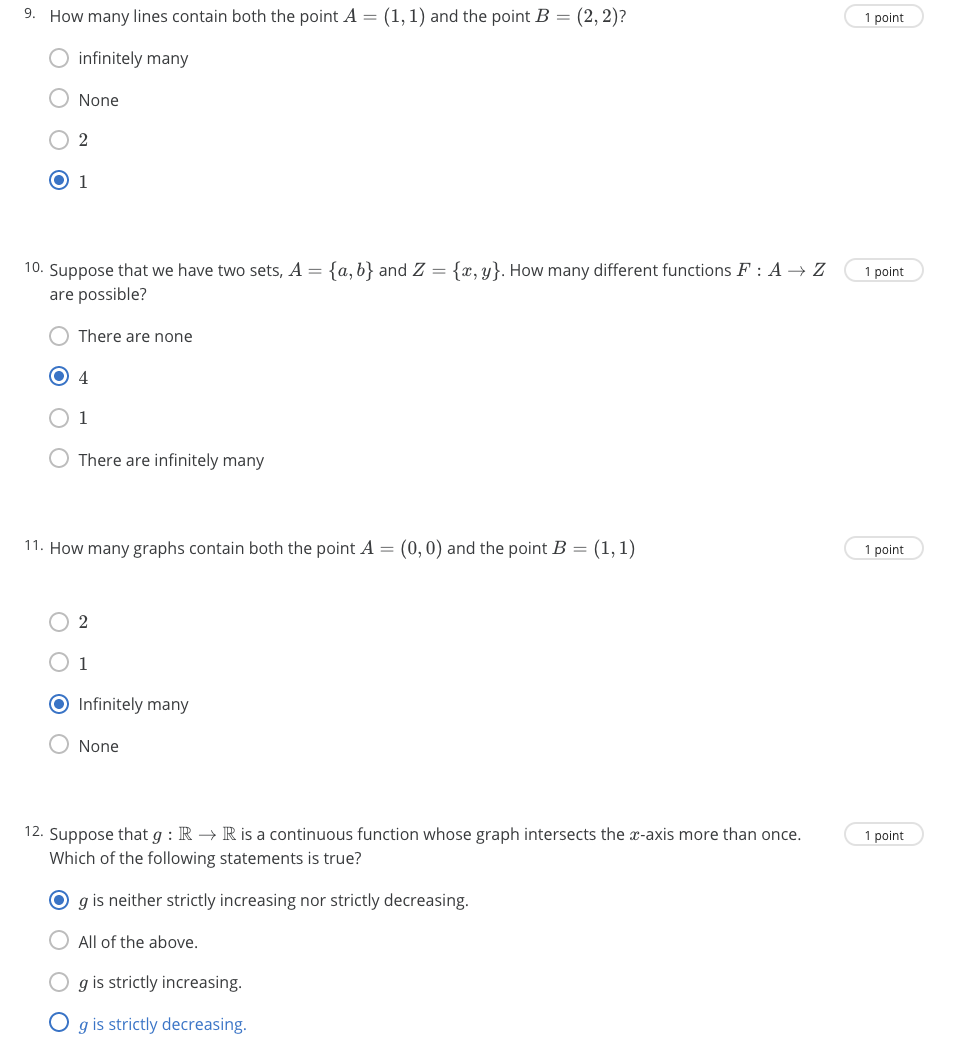 9. How many lines contain both the point A = (1, 1) and the point B = (2, 2)? 1 point
infinitely many
None
2
1
10. Suppose that we have two sets, A = {a, b} and Z = {x, y}. How many different functions F : A → Z 1 point
are possible?
There are none
4
1
There are infinitely many
11. How many graphs contain both the point A = (0, 0) and the point B = (1, 1) 1 point
2
1
Infinitely many
None
12. Suppose that g : ℝ → ℝ is a continuous function whose graph intersects the x-axis more than once. 1 point
Which of the following statements is true?
g is neither strictly increasing nor strictly decreasing.
All of the above.
g is strictly increasing.
g is strictly decreasing.